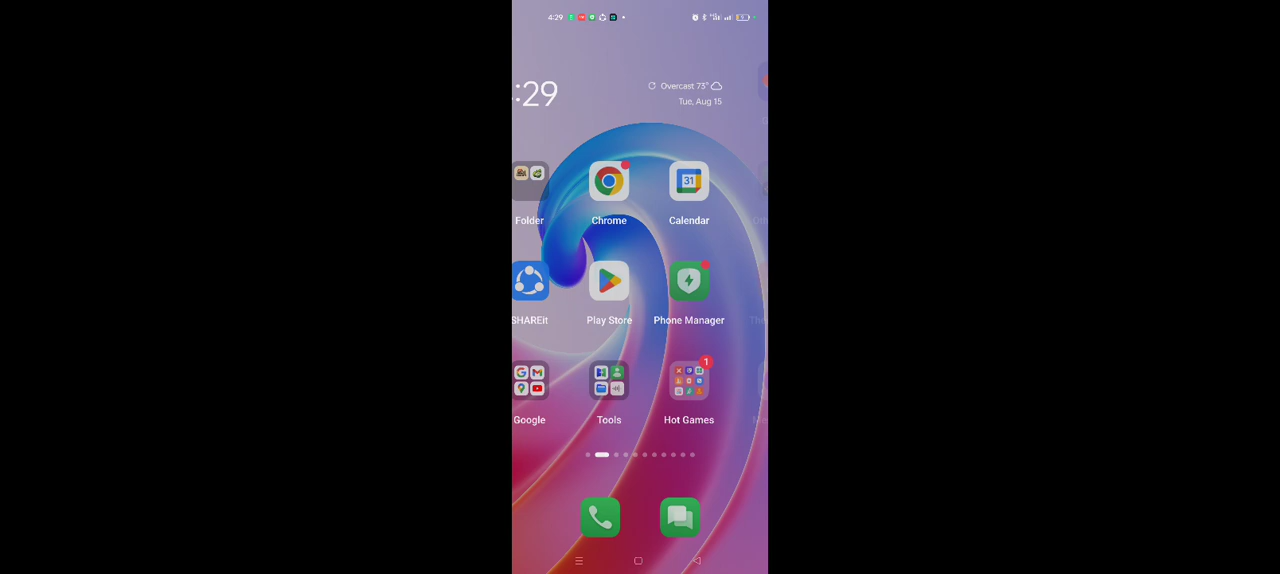 4:29
:29
Overcast 73°
Tue, Aug 15
Folder
Chrome
31
Calendar
SHAREit
Play Store
Phone Manager
Google
Tools
1
Hot Games